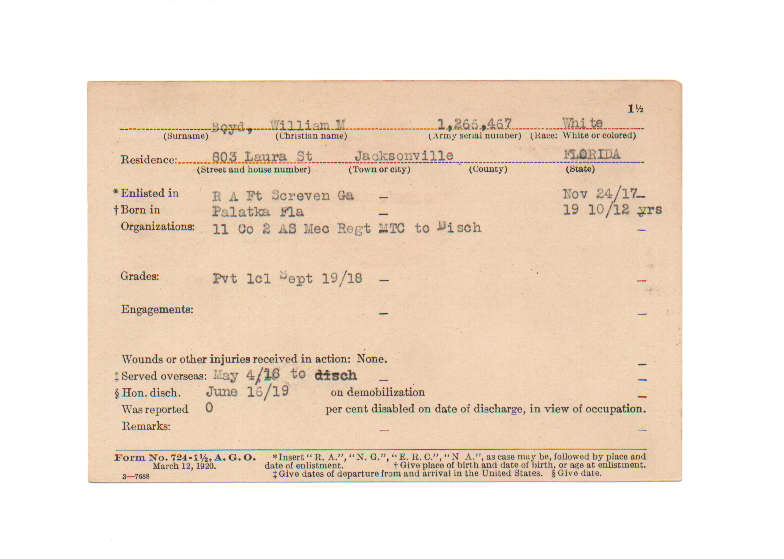 1½
Boyd, William M 1,265,467 White
(Surname) (Christian name) (Army serial number) (Race: White or colored)
Residence: 803 Laura St Jacksonville FLORIDA
(Street and house number) (Town or city) (County) (State)
*Enlisted in R A Ft Screven Ga – Nov 24/17–
†Born in Palatka Fla – 19 10/12 yrs
Organizations: 11 Co 2 AS Mec Regt MTC to Disch –
Grades: Pvt 1cl Sept 19/18 – –
Engagements: – –
Wounds or other injuries received in action: None. –
‡Served overseas: May 4/18 to disch – –
§Hon. disch. June 16/19 on demobilization –
Was reported 0 per cent disabled on date of discharge, in view of occupation.
Remarks: – –
Form No. 724-1½, A. G. O. *Insert "R. A.", "N. G.", "E. R. C.", "N A.", as case may be, followed by place and
March 12, 1920. date of enlistment. †Give place of birth and date of birth, or age at enlistment.
3—7688 ‡Give dates of departure from and arrival in the United States. §Give date.